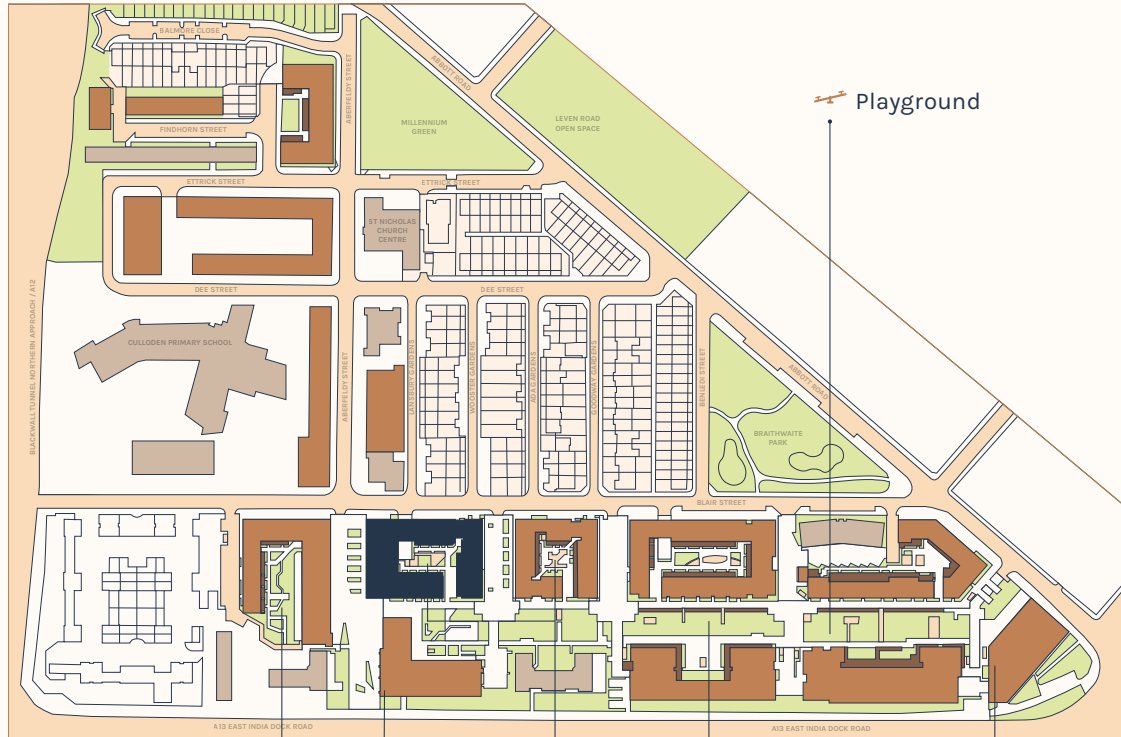 BALMORE CLOSE
ABERFELDY STREET
ABBOTT ROAD
Playground
MILLENNIUM
GREEN
LEVEN ROAD
OPEN SPACE
FINDHORN STREET
ETTRICK STREET
ETTRICK STREET
ST NICHOLAS
CHURCH
CENTRE
DEE STREET
DEE STREET
BLACKWALL TUNNEL NORTHERN APPROACH / A12
CULLODEN PRIMARY SCHOOL
ABERFELDY STREET
LANSBURY GARDENS
WOOSTER GARDENS
ADA GARDENS
GOODWAY GARDENS
BENLEDI STREET
ABBOTT ROAD
BRAITHWAITE
PARK
BLAIR STREET
A13 EAST INDIA DOCK ROAD
A13 EAST INDIA DOCK ROAD